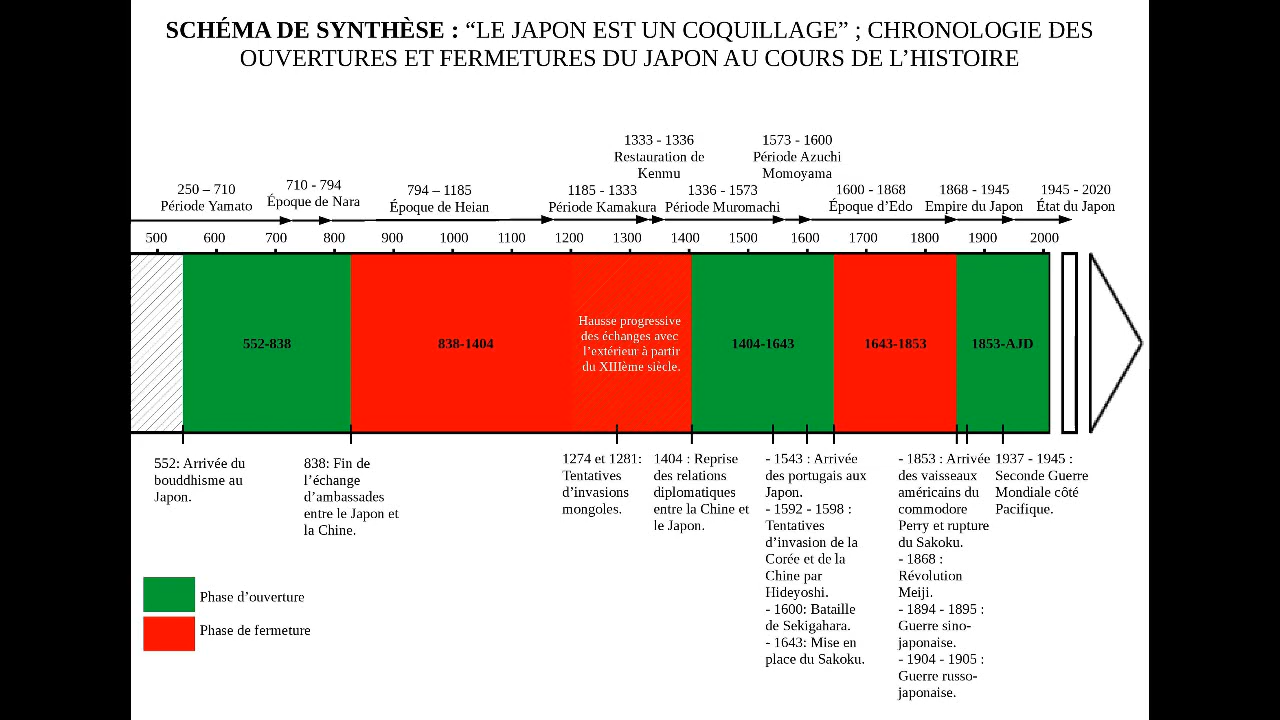 SCHÉMA DE SYNTHÈSE : “LE JAPON EST UN COQUILLAGE” ; CHRONOLOGIE DES
OUVERTURES ET FERMETURES DU JAPON AU COURS DE L’HISTOIRE
250 – 710
Période Yamato
710 - 794
Époque de Nara
794 – 1185
Époque de Heian
1185 - 1333
Période Kamakura
1333 - 1336
Restauration de
Kenmu
1336 - 1573
Période Muromachi
1573 - 1600
Période Azuchi
Momoyama
1600 - 1868
Époque d’Edo
1868 - 1945
Empire du Japon
1945 - 2020
État du Japon
500 600 700 800 900 1000 1100 1200 1300 1400 1500 1600 1700 1800 1900 2000
552-838
838-1404
Hausse progressive
des échanges avec
l’extérieur à partir
du XIIIème siècle.
1404-1643
1643-1853
1853-AJD
552: Arrivée du
bouddhisme au
Japon.
838: Fin de
l’échange
d’ambassades
entre le Japon et
la Chine.
1274 et 1281:
Tentatives
d’invasions
mongoles.
1404 : Reprise
des relations
diplomatiques
entre la Chine et
le Japon.
- 1543 : Arrivée
des portugais aux
Japon.
- 1592 - 1598 :
Tentatives
d’invasion de la
Corée et de la
Chine par
Hideyoshi.
- 1600: Bataille
de Sekigahara.
- 1643: Mise en
place du Sakoku.
- 1853 : Arrivée
des vaisseaux
américains du
commodore
Perry et rupture
du Sakoku.
- 1868 :
Révolution
Meiji.
- 1894 - 1895 :
Guerre sino-
japonaise.
- 1904 - 1905 :
Guerre russo-
japonaise.
1937 - 1945 :
Seconde Guerre
Mondiale côté
Pacifique.
Phase d’ouverture
Phase de fermeture